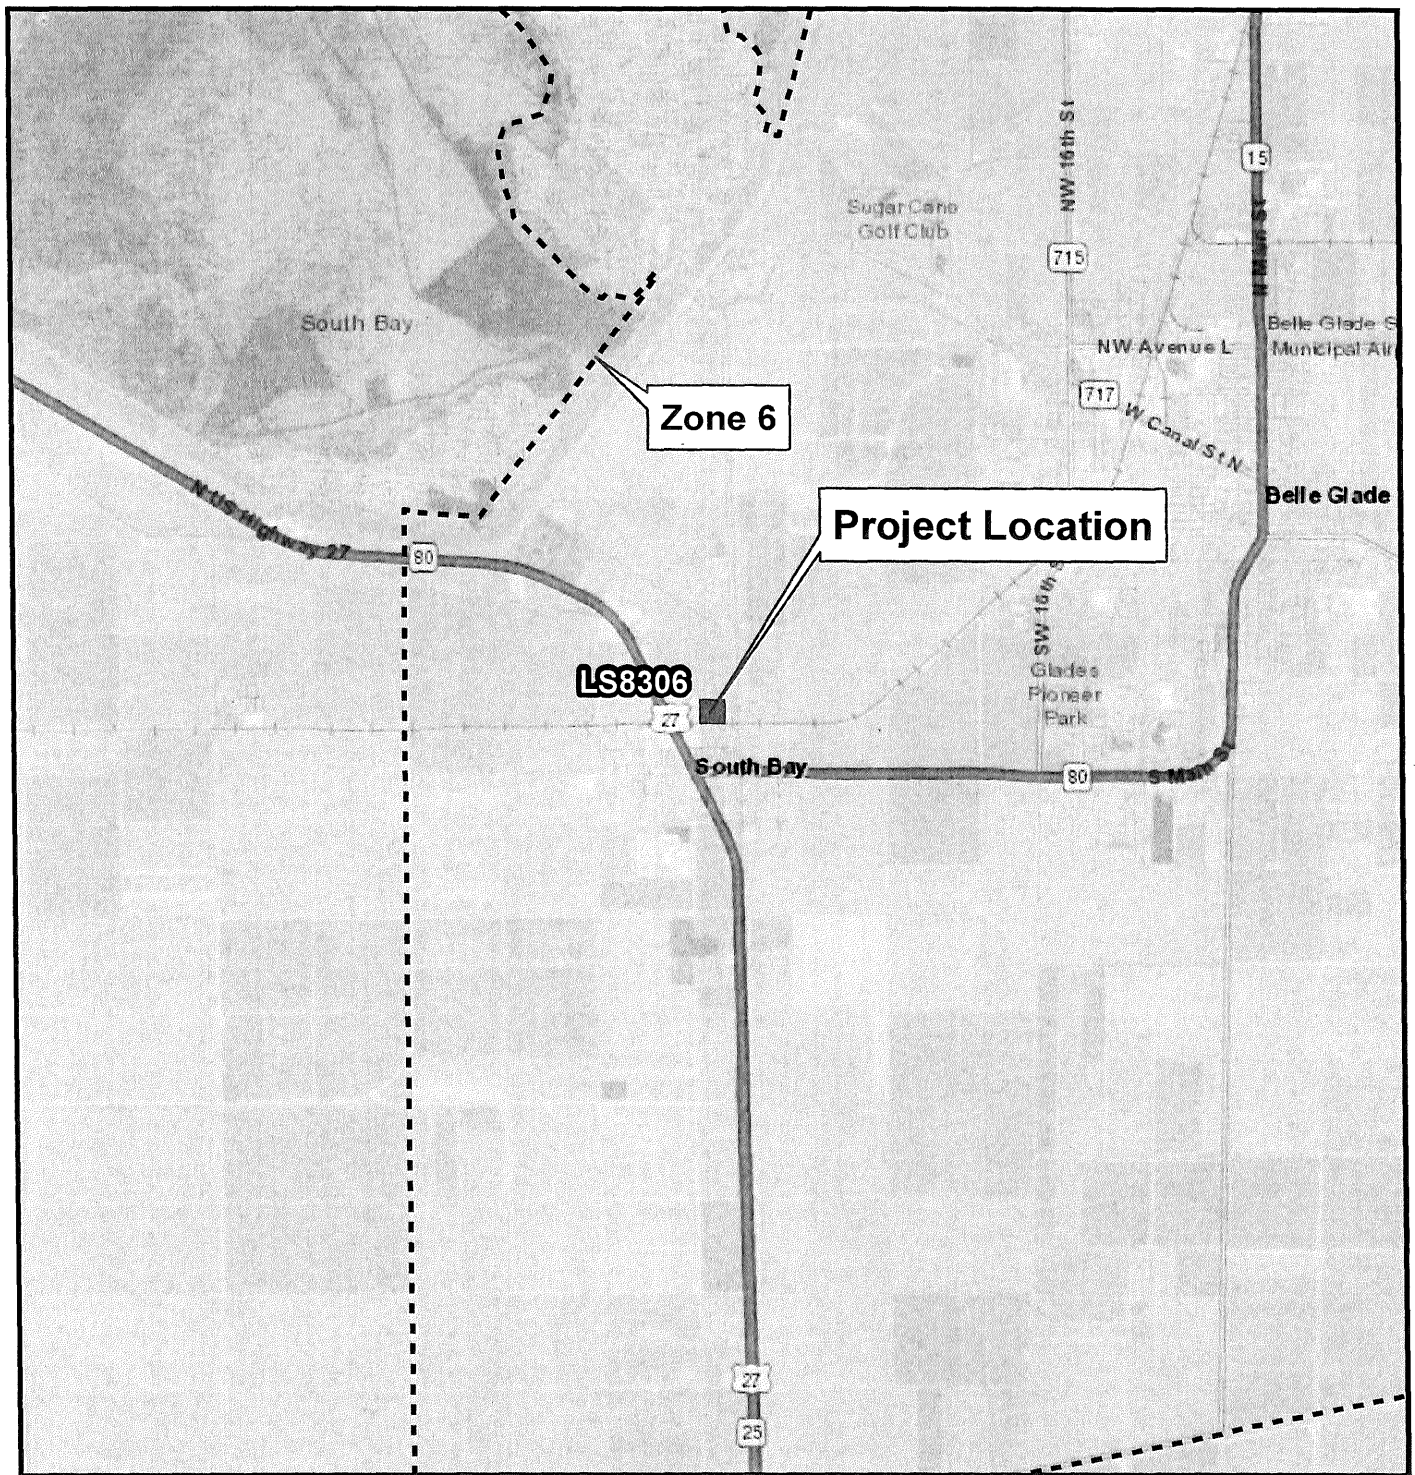 15
NW 16th St
N Main St
Sugar Cane
Golf Club
715
South Bay
Belle Glade S
Municipal Air
NW Avenue L
717
W Canal St N
Zone 6
N US Highway 27
Belle Glade
Project Location
80
SW 16th S
LS8306
Glades
Pioneer
Park
27
South Bay
80
S Main St
27
25